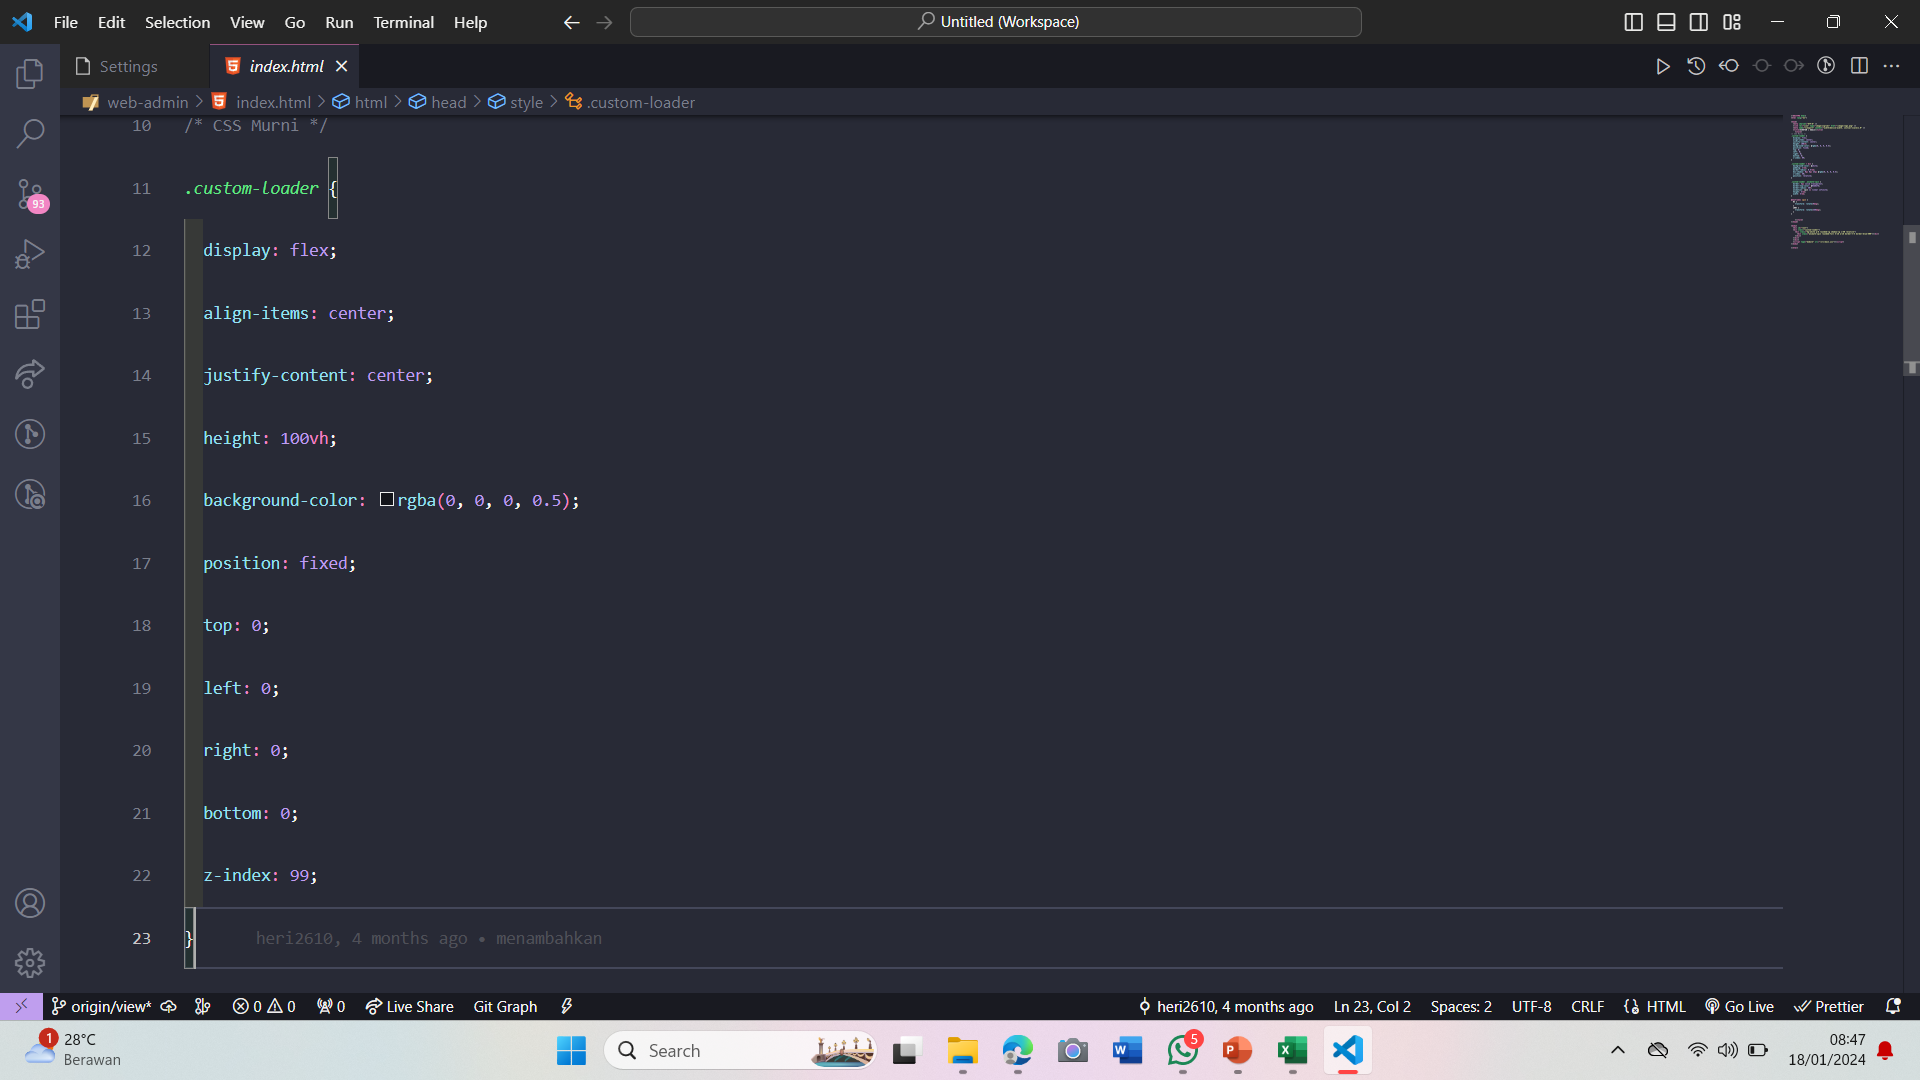 File Edit Selection View Go Run Terminal Help
Untitled (Workspace)
Settings
index.html
web-admin > index.html > html > head > style > .custom-loader
10 /* CSS Murni */
11 .custom-loader {
12 display: flex;
13 align-items: center;
14 justify-content: center;
15 height: 100vh;
16 background-color: rgba(0, 0, 0, 0.5);
17 position: fixed;
18 top: 0;
19 left: 0;
20 right: 0;
21 bottom: 0;
22 z-index: 99;
23 } heri2610, 4 months ago • menambahkan
93
origin/view* 0 0 0 Live Share Git Graph heri2610, 4 months ago Ln 23, Col 2 Spaces: 2 UTF-8 CRLF HTML Go Live Prettier
1
28°C
Berawan
Search
W
5
P
X
08:47
18/01/2024